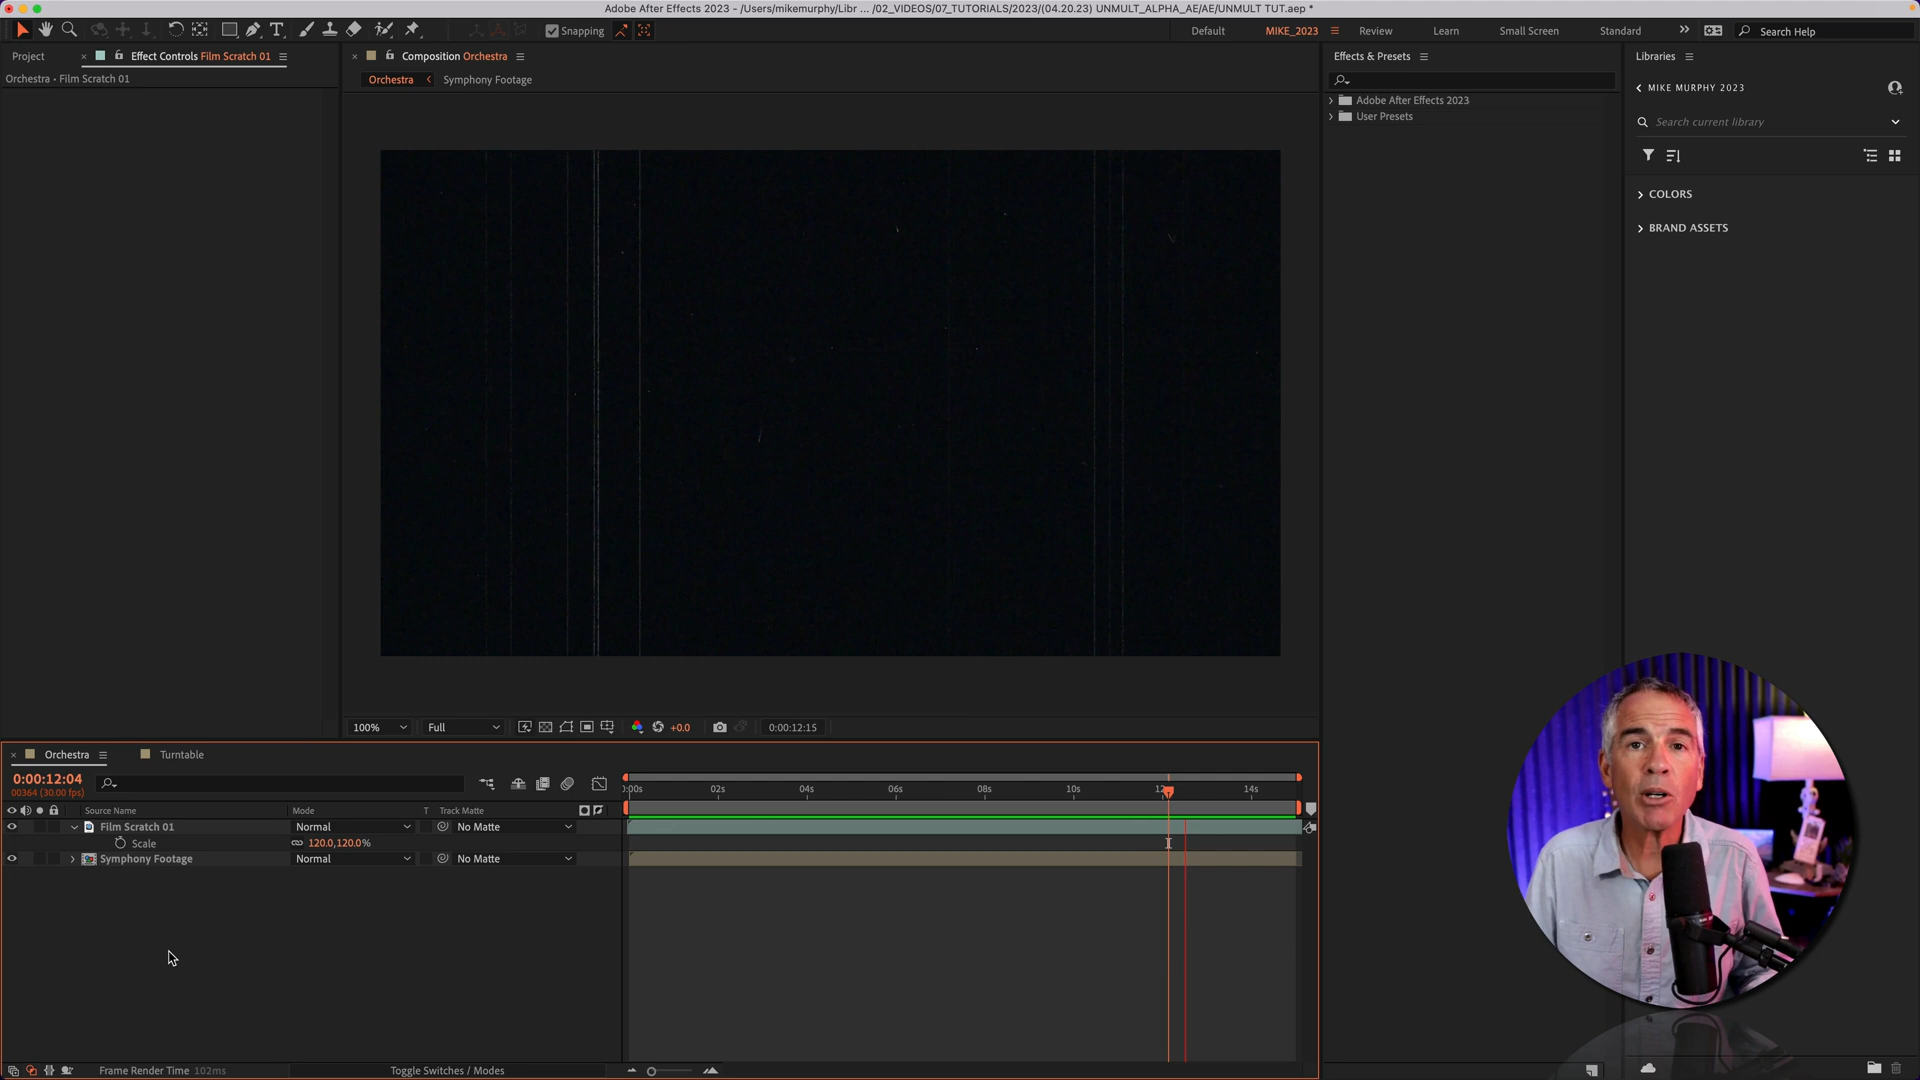 Adobe After Effects 2023 - /Users/mikemurphy/Libr ... /02_VIDEOS/07_TUTORIALS/2023/(04.20.23) UNMULT_ALPHA_AE/AE/UNMULT TUT.aep *
Snapping
Default
MIKE_2023
Review
Learn
Small Screen
Standard
Search Help
Project
Effect Controls Film Scratch 01
Composition Orchestra
Effects & Presets
Libraries
Orchestra • Film Scratch 01
Orchestra
Symphony Footage
MIKE MURPHY 2023
Adobe After Effects 2023
User Presets
Search current library
COLORS
BRAND ASSETS
100%
Full
+0.0
0:00:12:15
Orchestra
Turntable
0:00:12:04
00364 (30.00 fps)
0:00s 02s 04s 06s 08s 10s 14s
Source Name
Mode
T
Track Matte
Film Scratch 01
Normal
No Matte
Scale
120.0,120.0%
Symphony Footage
Normal
No Matte
Frame Render Time 102ms
Toggle Switches / Modes